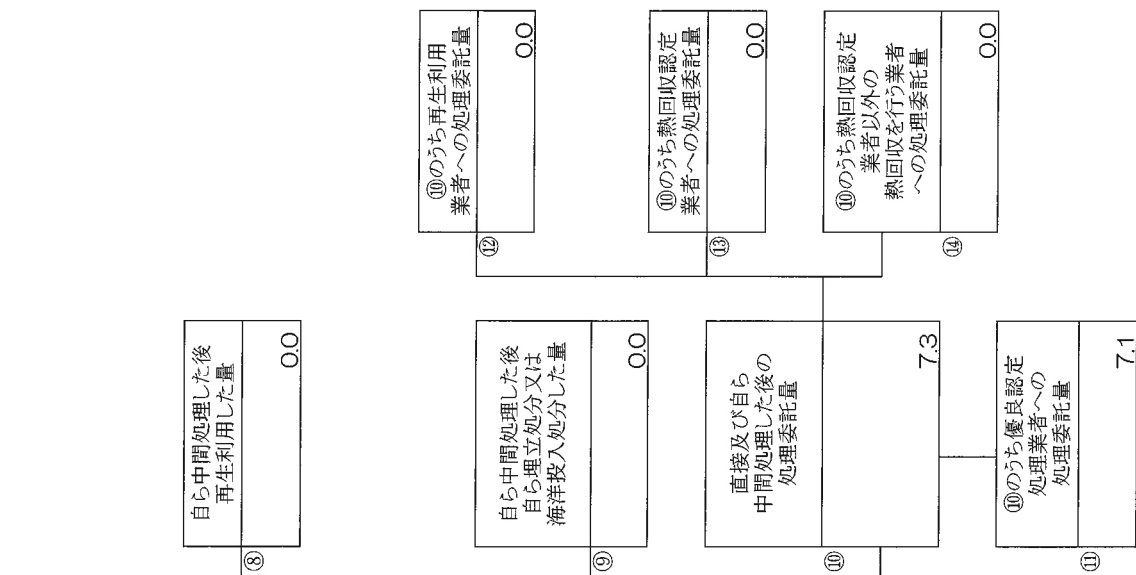 ⑧
自ら中間処理した後
再生利用した量
0.0
⑨
自ら中間処理した後
自ら埋立処分又は
海洋投入処分した量
0.0
⑩
直接及び自ら
中間処理した後の
処理委託量
7.3
⑪
⑩のうち優良認定
処理業者への
処理委託量
7.1
⑫
⑩のうち再生利用
業者への処理委託量
0.0
⑬
⑩のうち熱回収認定
業者への処理委託量
0.0
⑭
⑩のうち熱回収認定
業者以外の
熱回収を行う業者
への処理委託量
0.0